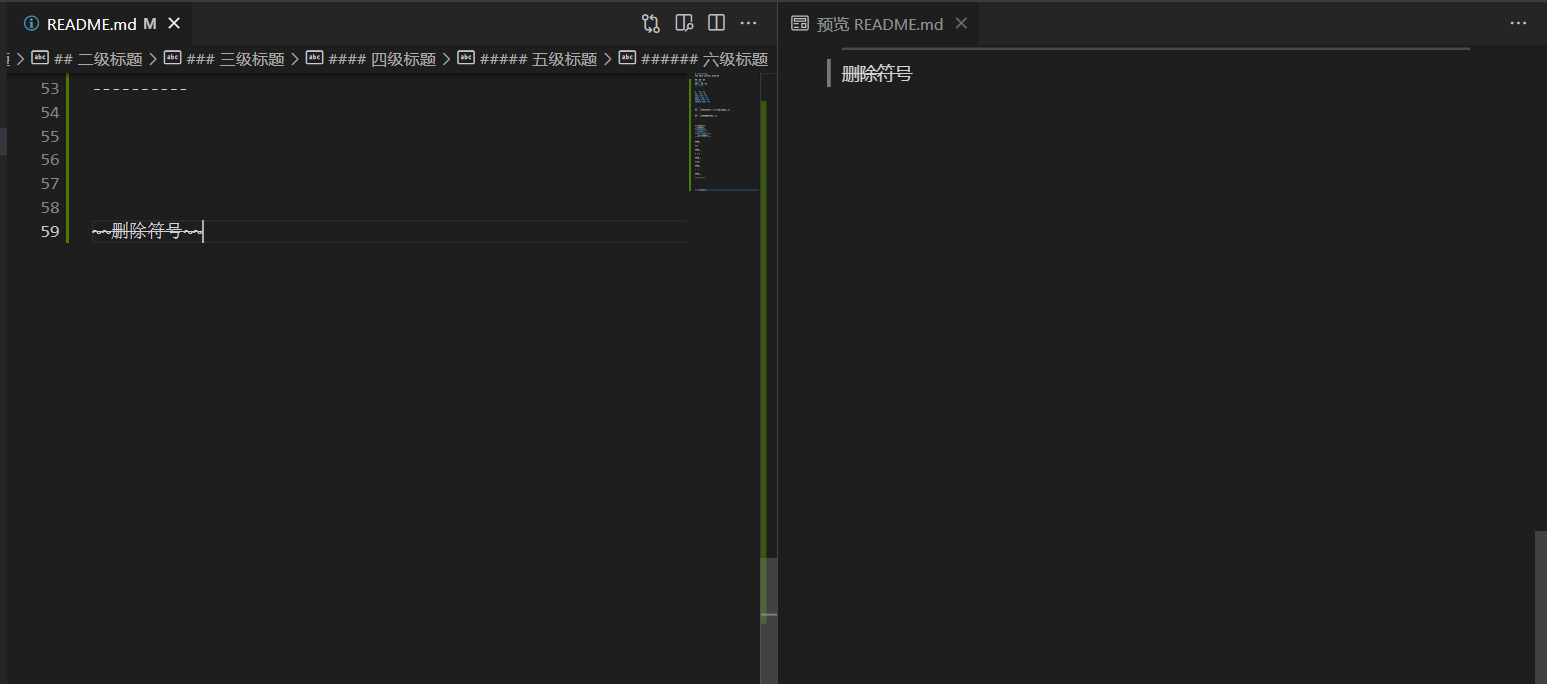 README.md M
预览 README.md
## 二级标题 ### 三级标题 #### 四级标题 ##### 五级标题 ###### 六级标题
53 ----------
54
55
56
57
58
59 ~~删除符号~~
删除符号